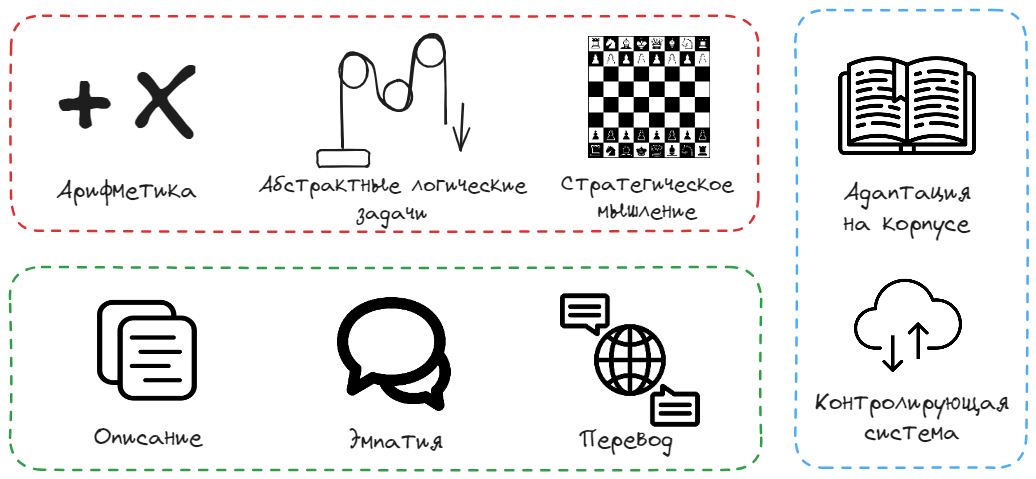 Арифметика
Абстрактные логические
задачи
Стратегическое
мышление
Адаптация
на корпусе
Описание
Эмпатия
Перевод
Контролирующая
система